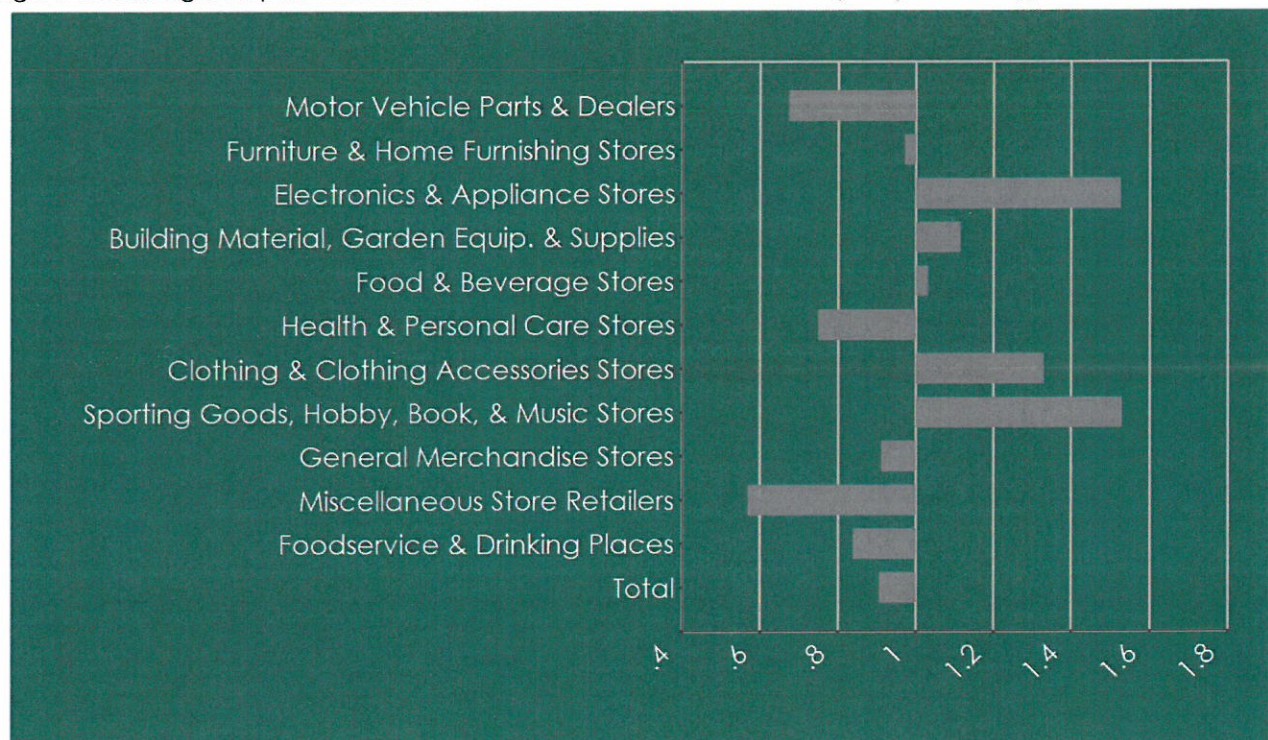 Motor Vehicle Parts & Dealers
Furniture & Home Furnishing Stores
Electronics & Appliance Stores
Building Material, Garden Equip. & Supplies
Food & Beverage Stores
Health & Personal Care Stores
Clothing & Clothing Accessories Stores
Sporting Goods, Hobby, Book, & Music Stores
General Merchandise Stores
Miscellaneous Store Retailers
Foodservice & Drinking Places
Total
.4 .6 .8 1 1.2 1.4 1.6 1.8